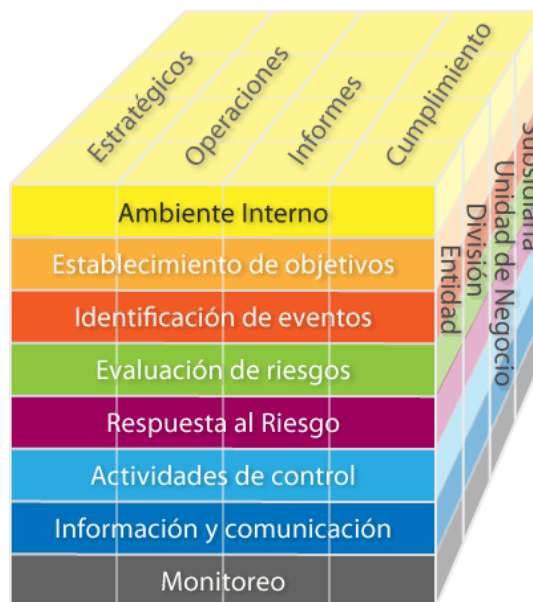 Estratégicos
Operaciones
Informes
Cumplimiento
Ambiente Interno
Establecimiento de objetivos
Identificación de eventos
Evaluación de riesgos
Respuesta al Riesgo
Actividades de control
Información y comunicación
Monitoreo
Entidad
División
Unidad de Negocio
Subsidiaria